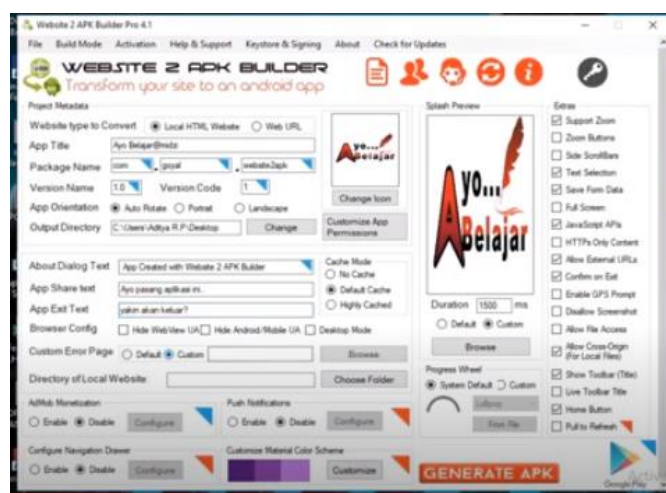 Website 2 APK Builder Pro 4.1
File Build Mode Activation Help & Support Keystore & Signing About Check for Updates
WEBSITE 2 APK BUILDER
Transform your site to an android app
Project Metadata
Website type to Convert Local HTML Website Web URL
App Title Ayo Belajar@midz
Package Name com . goyal . website2apk
Version Name 1.0 Version Code 1
App Orientation Auto Rotate Potrait Landscape
Output Directory C:\Users\Aditya R.P\Desktop Change
Ayo...
Belajar
Change Icon
Customize App Permissions
About Dialog Text App Created with Website 2 APK Builder
App Share text Ayo pasang aplikasi ini.
App Exit Text yakin akan keluar?
Browser Config Hide WebView UA Hide Android/Mobile UA Desktop Mode
Custom Error Page Default Custom Browse
Directory of Local Website Choose Folder
Cache Mode
No Cache
Default Cache
Highly Cached
AdMob Monetization
Enable Disable Configure
Push Notifications
Enable Disable Configure
Configure Navigation Drawer
Enable Disable Configure
Customize Material Color Scheme
Customize
Splash Preview
Ayo...
Belajar
Duration 1500 ms
Default Custom
Browse
Progress Wheel
System Default Custom
From File
GENERATE APK
Extras
Support Zoom
Zoom Buttons
Side ScrollBars
Text Selection
Save Form Data
Full Screen
JavaScript APIs
HTTPs Only Content
Allow External URLs
Confirm on Exit
Enable GPS Prompt
Disallow Screenshot
Allow File Access
Allow Cross-Origin
(For Local Files)
Show Toolbar (Title)
Live Toolbar Title
Home Button
Pull to Refresh
Google Play